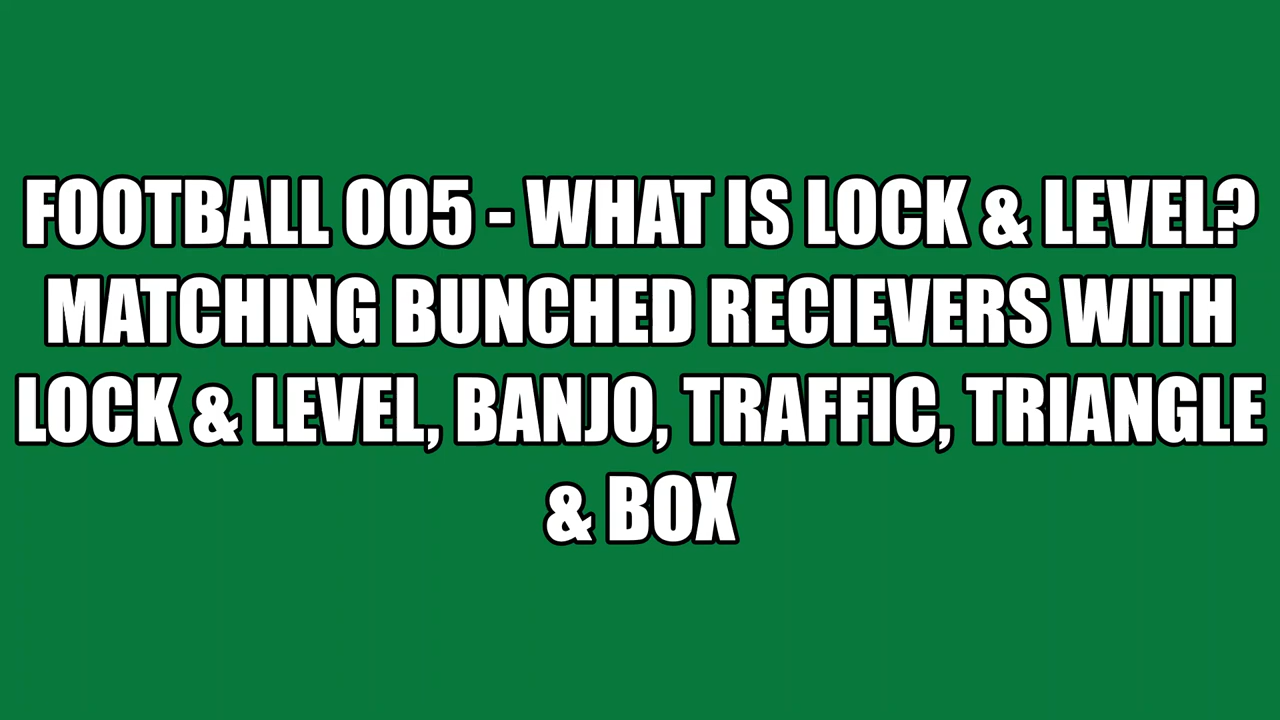 FOOTBALL 005 - WHAT IS LOCK & LEVEL?
MATCHING BUNCHED RECIEVERS WITH
LOCK & LEVEL, BANJO, TRAFFIC, TRIANGLE
& BOX